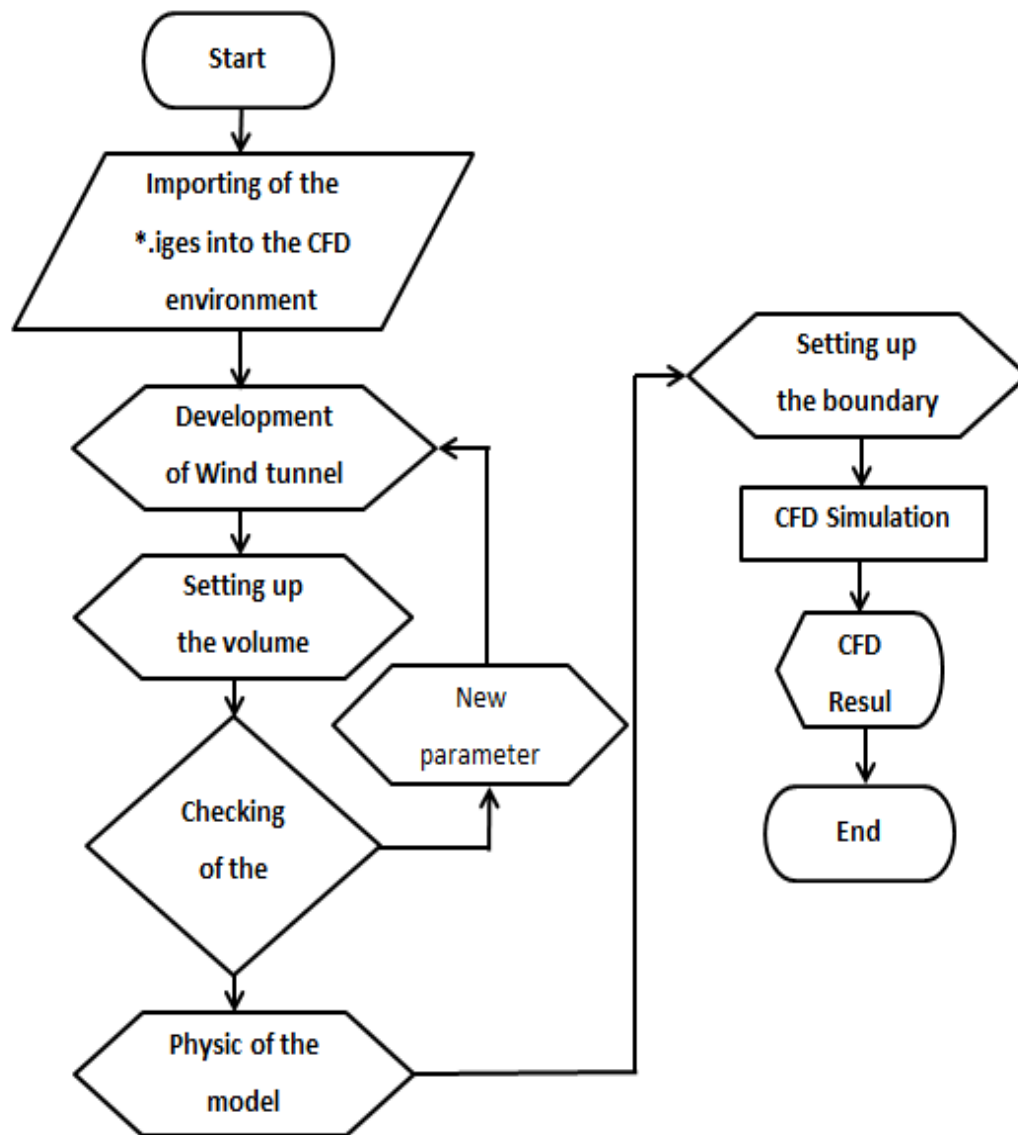 Start
Importing of the
*.iges into the CFD
environment
Development
of Wind tunnel
Setting up
the volume
New
parameter
Checking
of the
Physic of the
model
Setting up
the boundary
CFD Simulation
CFD
Resul
End